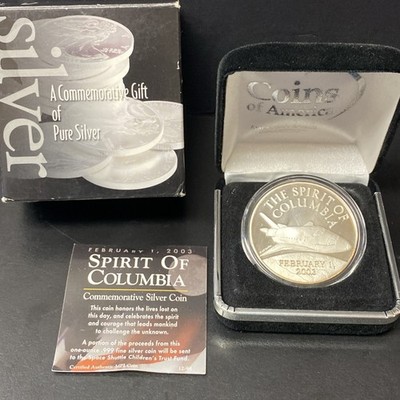 silver
A Commemorative Gift
of
Pure Silver
Coins
of America
THE SPIRIT OF
COLUMBIA
FEBRUARY 1,
2003
FEBRUARY 1, 2003
SPIRIT OF
COLUMBIA
Commemorative Silver Coin
This coin honors the lives lost on
this day, and celebrates the spirit
and courage that leads mankind
to challenge the unknown.
A portion of the proceeds from this
one-ounce .999 fine silver coin will be sent
to the Space Shuttle Children's Trust Fund.
Certified Authentic